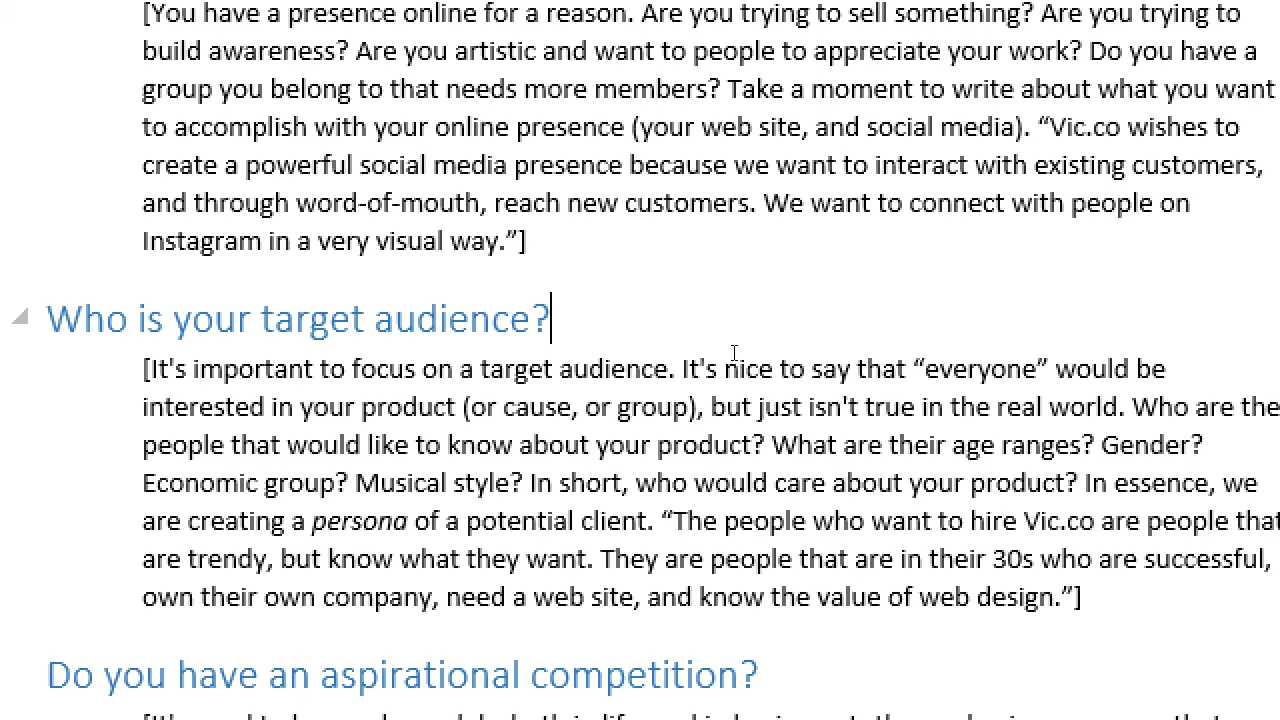 [You have a presence online for a reason. Are you trying to sell something? Are you trying to
build awareness? Are you artistic and want to people to appreciate your work? Do you have a
group you belong to that needs more members? Take a moment to write about what you want
to accomplish with your online presence (your web site, and social media). “Vic.co wishes to
create a powerful social media presence because we want to interact with existing customers,
and through word-of-mouth, reach new customers. We want to connect with people on
Instagram in a very visual way.”]
Who is your target audience?
[It's important to focus on a target audience. It's nice to say that “everyone” would be
interested in your product (or cause, or group), but just isn't true in the real world. Who are the
people that would like to know about your product? What are their age ranges? Gender?
Economic group? Musical style? In short, who would care about your product? In essence, we
are creating a persona of a potential client. “The people who want to hire Vic.co are people that
are trendy, but know what they want. They are people that are in their 30s who are successful,
own their own company, need a web site, and know the value of web design.”]
Do you have an aspirational competition?